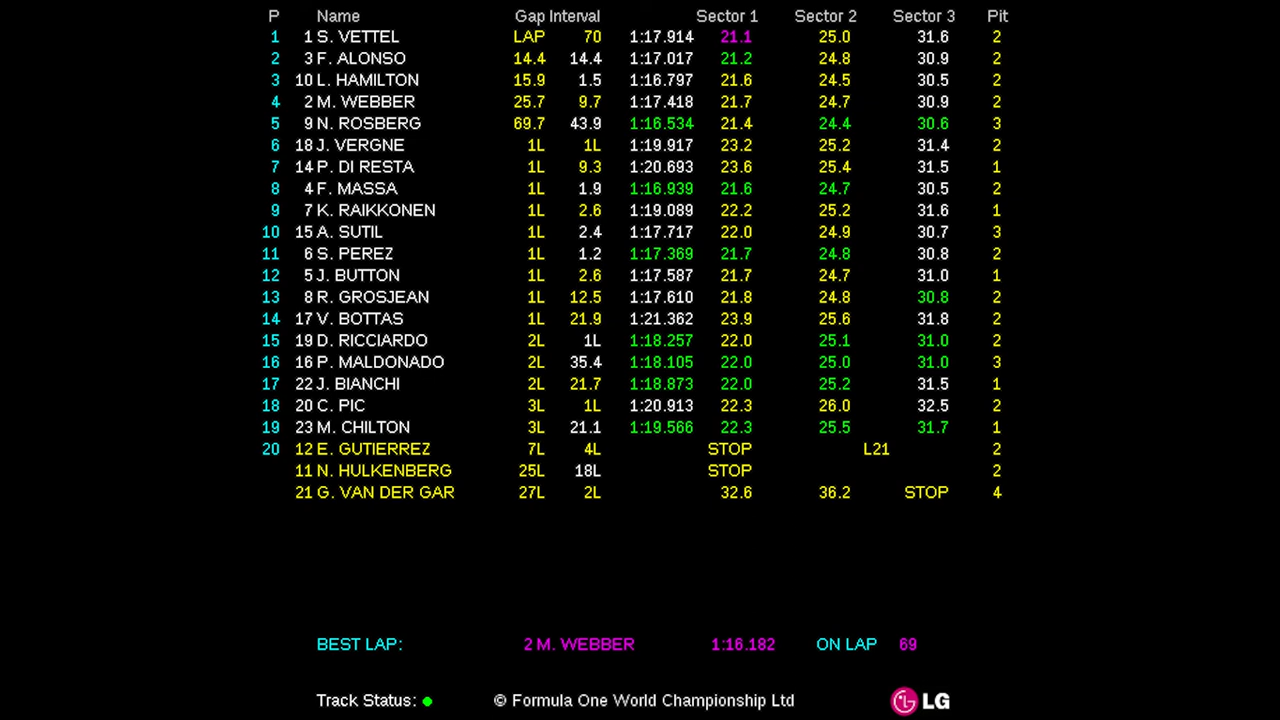 P Name Gap Interval Sector 1 Sector 2 Sector 3 Pit
1 1 S. VETTEL LAP 70 1:17.914 21.1 25.0 31.6 2
2 3 F. ALONSO 14.4 14.4 1:17.017 21.2 24.8 30.9 2
3 10 L. HAMILTON 15.9 1.5 1:16.797 21.6 24.5 30.5 2
4 2 M. WEBBER 25.7 9.7 1:17.418 21.7 24.7 30.9 2
5 9 N. ROSBERG 69.7 43.9 1:16.534 21.4 24.4 30.6 3
6 18 J. VERGNE 1L 1L 1:19.917 23.2 25.2 31.4 2
7 14 P. DI RESTA 1L 9.3 1:20.693 23.6 25.4 31.5 1
8 4 F. MASSA 1L 1.9 1:16.939 21.6 24.7 30.5 2
9 7 K. RAIKKONEN 1L 2.6 1:19.089 22.2 25.2 31.6 1
10 15 A. SUTIL 1L 2.4 1:17.717 22.0 24.9 30.7 3
11 6 S. PEREZ 1L 1.2 1:17.369 21.7 24.8 30.8 2
12 5 J. BUTTON 1L 2.6 1:17.587 21.7 24.7 31.0 1
13 8 R. GROSJEAN 1L 12.5 1:17.610 21.8 24.8 30.8 2
14 17 V. BOTTAS 1L 21.9 1:21.362 23.9 25.6 31.8 2
15 19 D. RICCIARDO 2L 1L 1:18.257 22.0 25.1 31.0 2
16 16 P. MALDONADO 2L 35.4 1:18.105 22.0 25.0 31.0 3
17 22 J. BIANCHI 2L 21.7 1:18.873 22.0 25.2 31.5 1
18 20 C. PIC 3L 1L 1:20.913 22.3 26.0 32.5 2
19 23 M. CHILTON 3L 21.1 1:19.566 22.3 25.5 31.7 1
20 12 E. GUTIERREZ 7L 4L STOP L21 2
11 N. HULKENBERG 25L 18L STOP 2
21 G. VAN DER GAR 27L 2L 32.6 36.2 STOP 4
BEST LAP: 2 M. WEBBER 1:16.182 ON LAP 69
Track Status: © Formula One World Championship Ltd LG